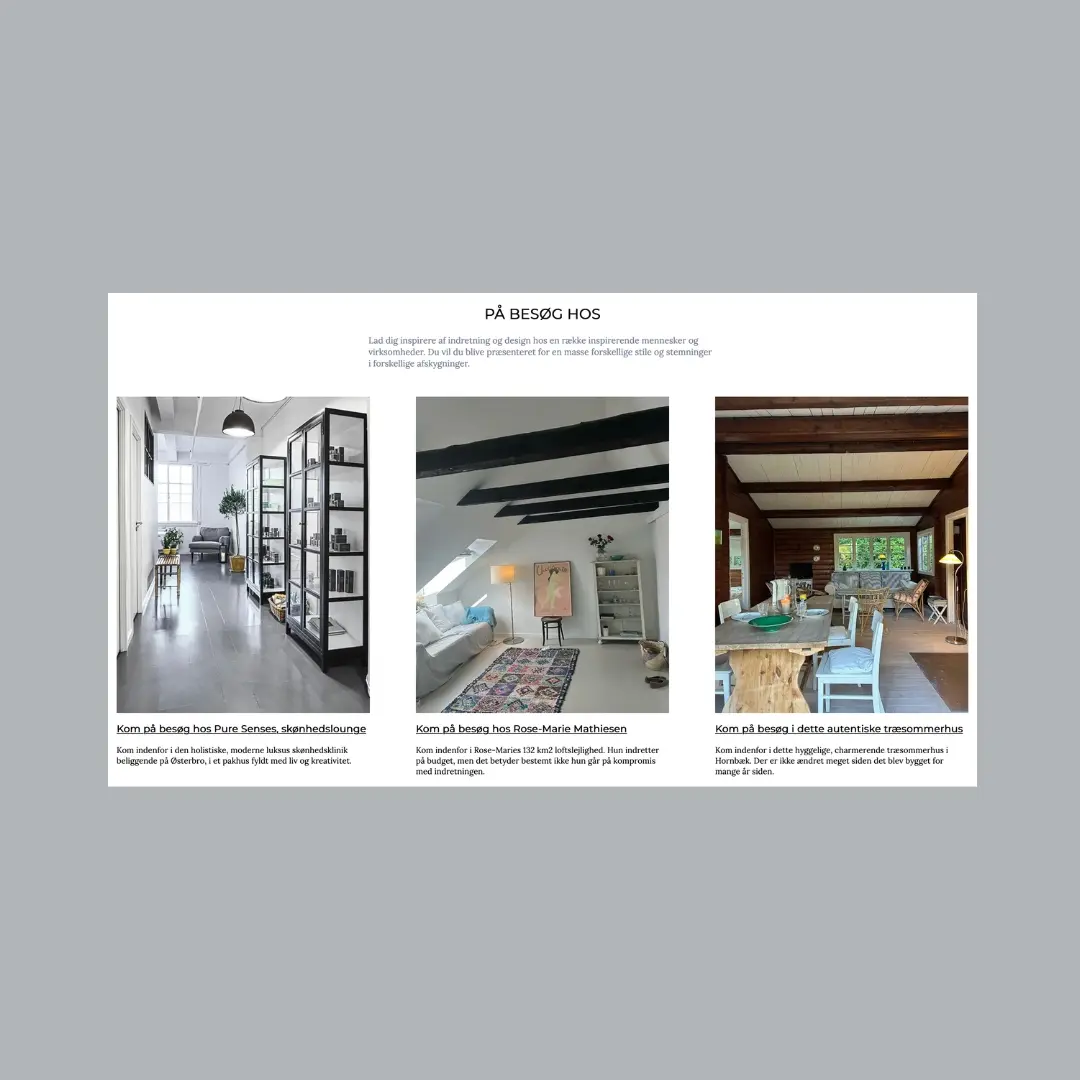 PÅ BESØG HOS
Lad dig inspirere af indretning og design hos en række inspirerende mennesker og
virksomheder. Du vil du blive præsenteret for en masse forskellige stile og stemninger
i forskellige afskygninger.
Kom på besøg hos Pure Senses, skønhedslounge
Kom indenfor i den holistiske, moderne luksus skønhedsklinik
beliggende på Østerbro, i et pakhus fyldt med liv og kreativitet.
Kom på besøg hos Rose-Marie Mathiesen
Kom indenfor i Rose-Maries 132 km2 loftslejlighed. Hun indretter
på budget, men det betyder bestemt ikke hun går på kompromis
med indretningen.
Kom på besøg i dette autentiske træsommerhus
Kom indenfor i dette hyggelige, charmerende træsommerhus i
Hornbæk. Der er ikke ændret meget siden det blev bygget for
mange år siden.